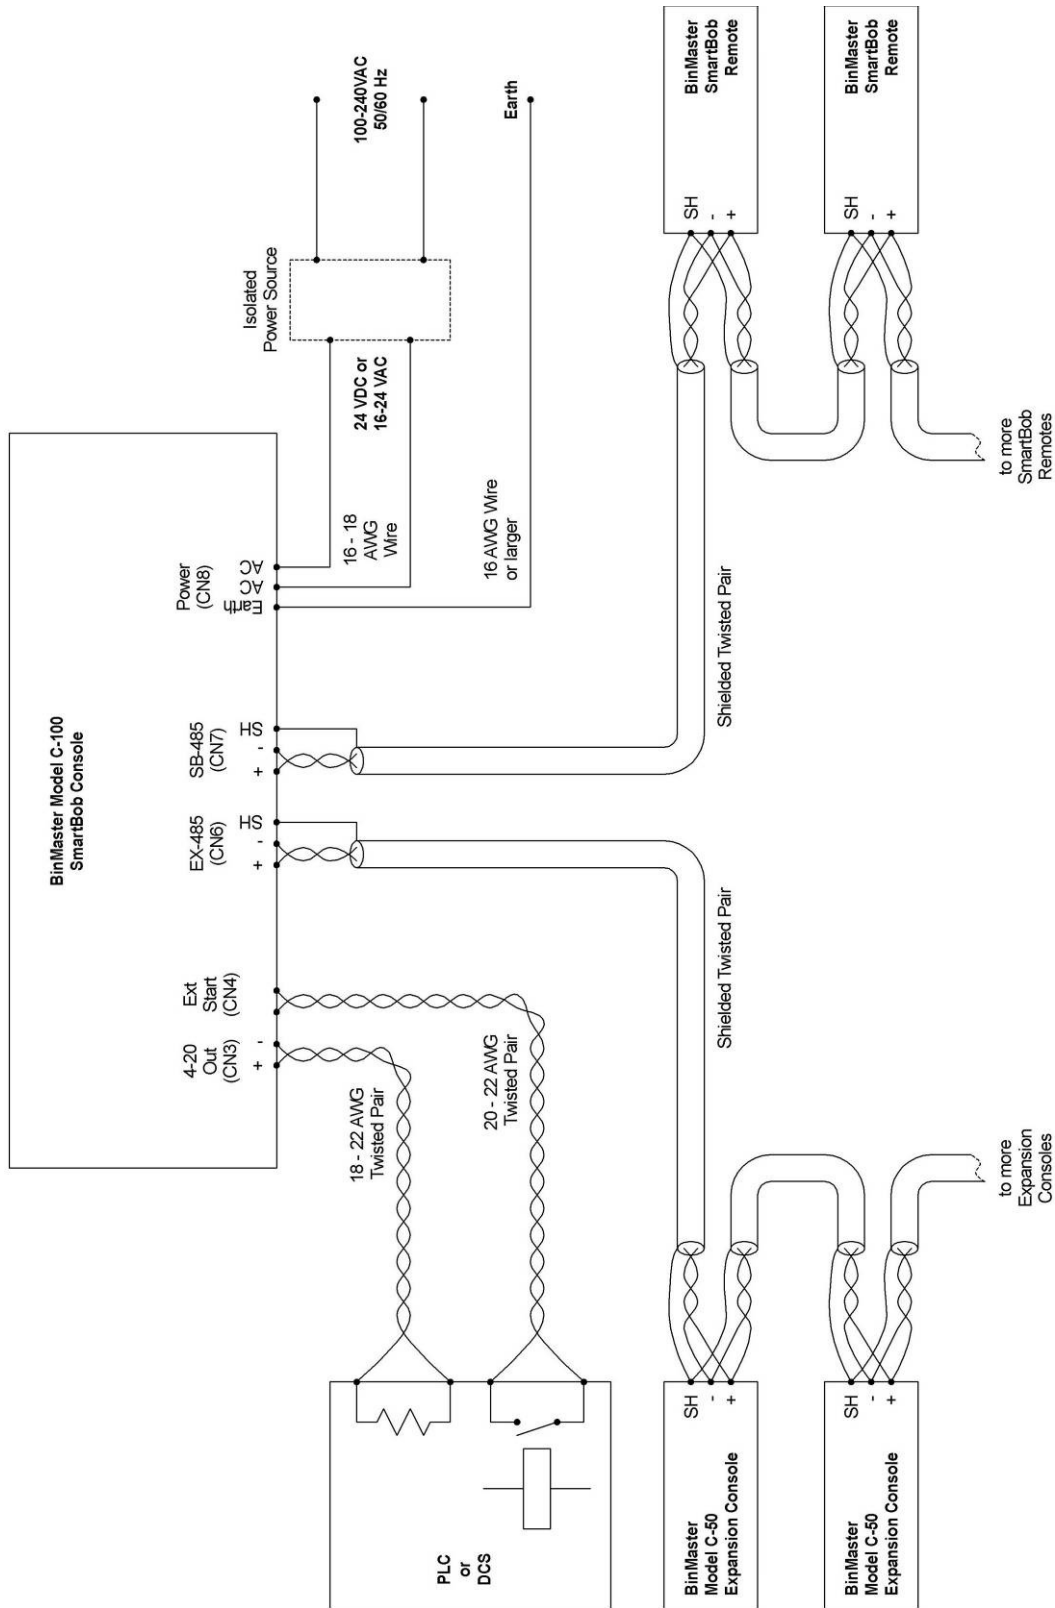 BinMaster Model C-100
SmartBob Console
4-20
Out
(CN3)
+
-
Ext
Start
(CN4)
EX-485
(CN6)
+
-
SH
SB-485
(CN7)
+
-
SH
Power
(CN8)
Earth
AC
AC
18 - 22 AWG
Twisted Pair
20 - 22 AWG
Twisted Pair
16 - 18
AWG
Wire
24 VDC or
16-24 VAC
Isolated
Power Source
100-240VAC
50/60 Hz
16 AWG Wire
or larger
Earth
PLC
or
DCS
Shielded Twisted Pair
Shielded Twisted Pair
BinMaster
Model C-50
Expansion Console
SH
-
+
BinMaster
Model C-50
Expansion Console
SH
-
+
to more
Expansion
Consoles
BinMaster
SmartBob
Remote
SH
-
+
BinMaster
SmartBob
Remote
SH
-
+
to more
SmartBob
Remotes